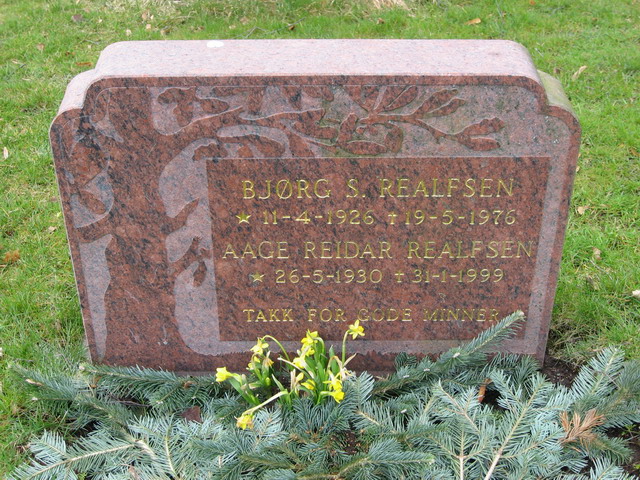 BJØRG S. REALFSEN
★ 11-4-1926 ✝ 19-5-1976
AAGE REIDAR REALFSEN
★ 26-5-1930 ✝ 31-1-1999
TAKK FOR GODE MINNER